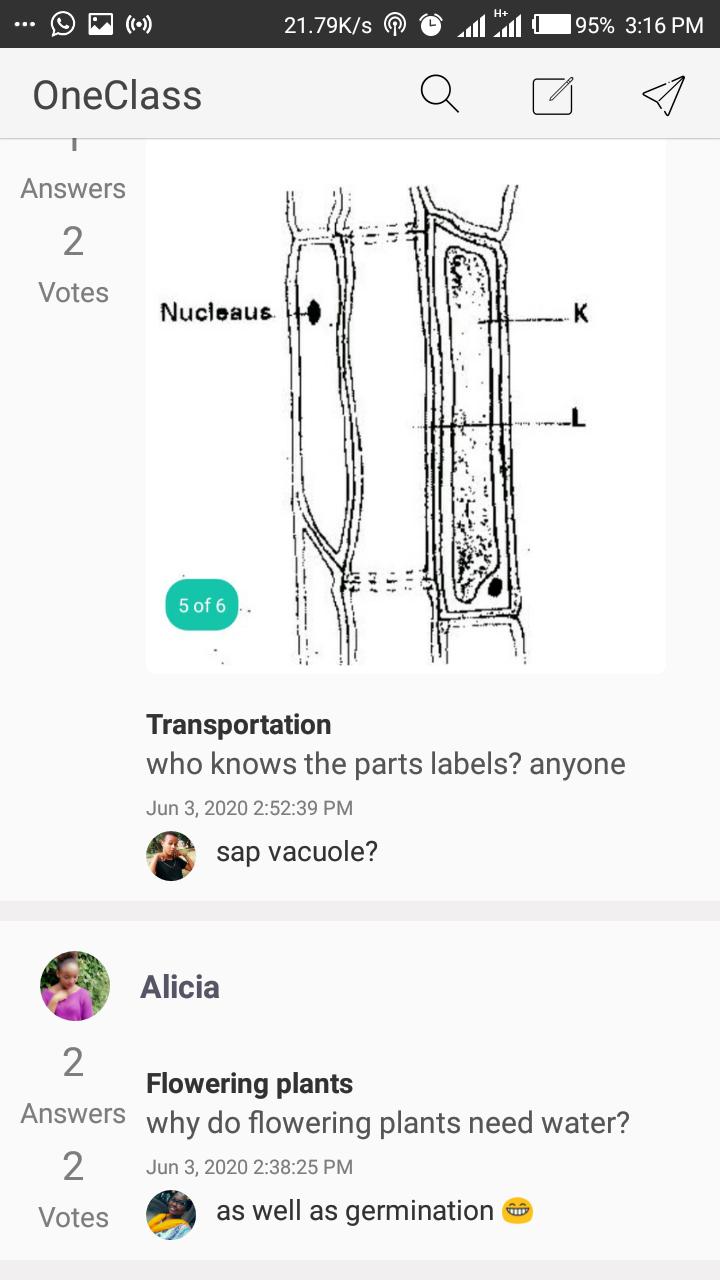 21.79K/s H+ 95% 3:16 PM
OneClass
Answers
2
Votes
Nucleaus
K
L
5 of 6
Transportation
who knows the parts labels? anyone
Jun 3, 2020 2:52:39 PM
sap vacuole?
Alicia
2
Answers
2
Votes
Flowering plants
why do flowering plants need water?
Jun 3, 2020 2:38:25 PM
as well as germination 😁